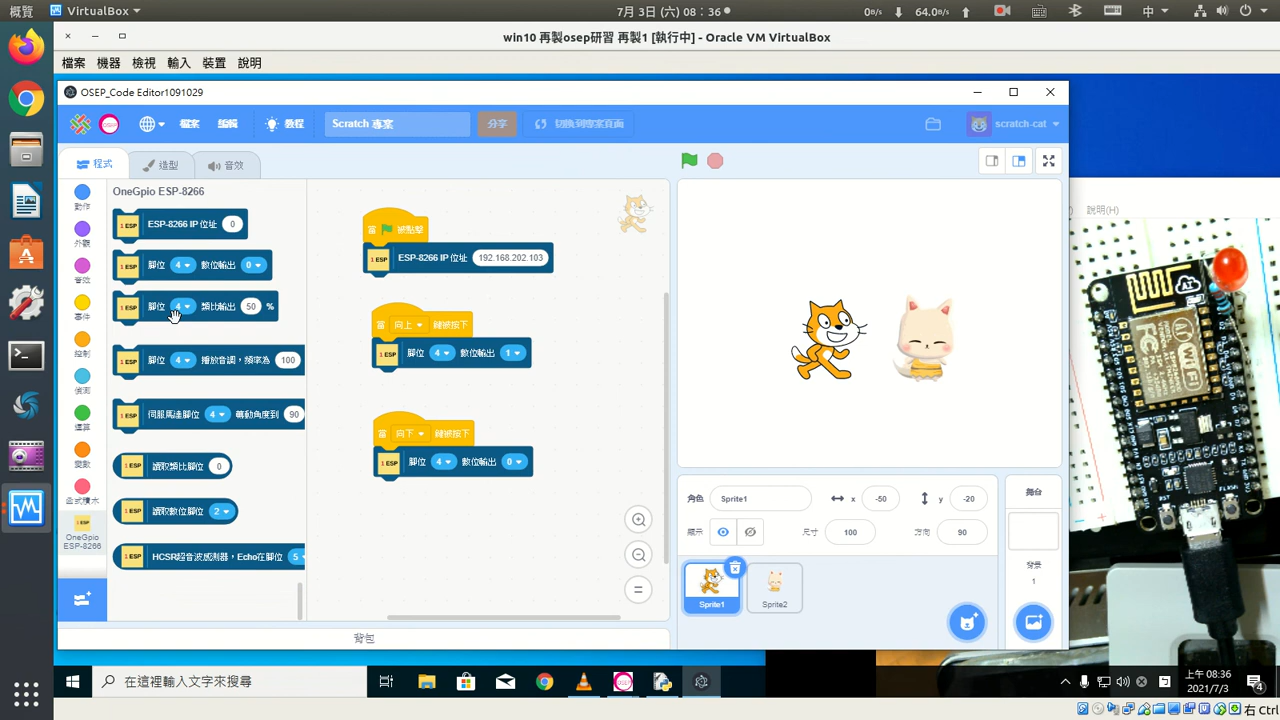 概覽
VirtualBox
7月 3日 (六) 08∶36
0B/s
64.0B/s
中
win10 再製osep研習 再製1 [執行中] - Oracle VM VirtualBox
檔案 機器 檢視 輸入 裝置 說明
OSEP_Code Editor1091029
檔案
編輯
教程
Scratch 專案
分享
切換到專案頁面
scratch-cat
程式
造型
音效
動作
外觀
音效
事件
控制
偵測
運算
變數
函式積木
OneGpio
ESP-8266
OneGpio ESP-8266
ESP-8266 IP 位址 0
腳位 4 數位輸出 0
腳位 4 類比輸出 50 %
腳位 4 播放音調，頻率為 100
伺服馬達腳位 4 轉動角度到 90
讀取類比腳位 0
讀取數位腳位 2
HCSR超音波感測器，Echo在腳位 5
當 被點擊
ESP-8266 IP 位址 192.168.202.103
當 向上 鍵被按下
腳位 4 數位輸出 1
當 向下 鍵被按下
腳位 4 數位輸出 0
背包
角色 Sprite1 x -50 y -20
顯示 尺寸 100 方向 90
Sprite1
Sprite2
舞台
背景
1
說明(H)
Ai
WiFi
RST
在這裡輸入文字來搜尋
上午 08:36
2021/7/3
4
右 Ctrl